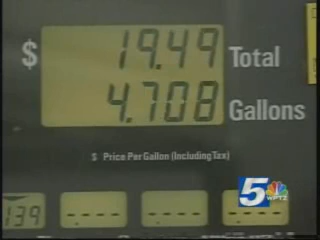 $ 19.49 Total
4.708 Gallons
$ Price Per Gallon (Including Tax)
5 WPTZ
139 ---- ---- ----